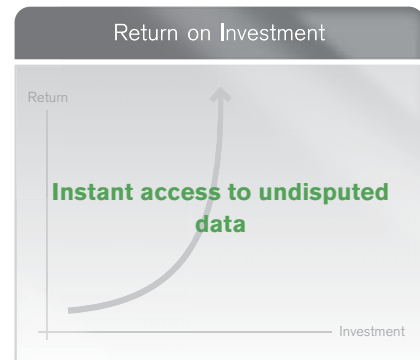 Return on Investment
Return
Instant access to undisputed
data
Investment